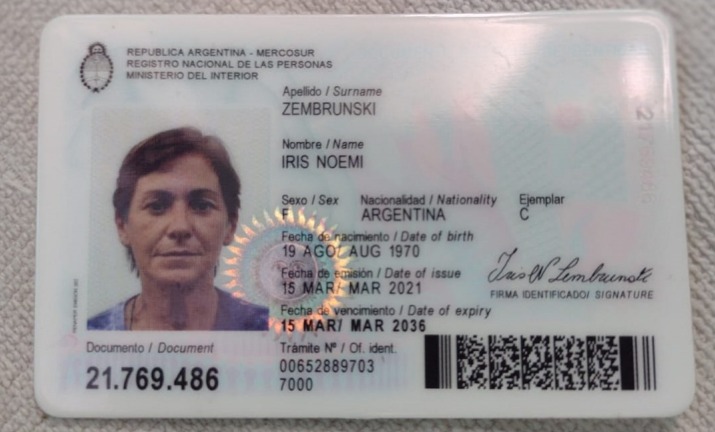 REPUBLICA ARGENTINA - MERCOSUR
REGISTRO NACIONAL DE LAS PERSONAS
MINISTERIO DEL INTERIOR
Apellido / Surname
ZEMBRUNSKI
Nombre / Name
IRIS NOEMI
Sexo / Sex Nacionalidad / Nationality Ejemplar
F ARGENTINA C
Fecha de nacimiento / Date of birth
19 AGO/ AUG 1970
Fecha de emisión / Date of issue
15 MAR/ MAR 2021
FIRMA IDENTIFICADO/ SIGNATURE
Fecha de vencimiento / Date of expiry
15 MAR/ MAR 2036
Documento / Document
21.769.486
Trámite Nº / Of. ident.
00652889703
7000